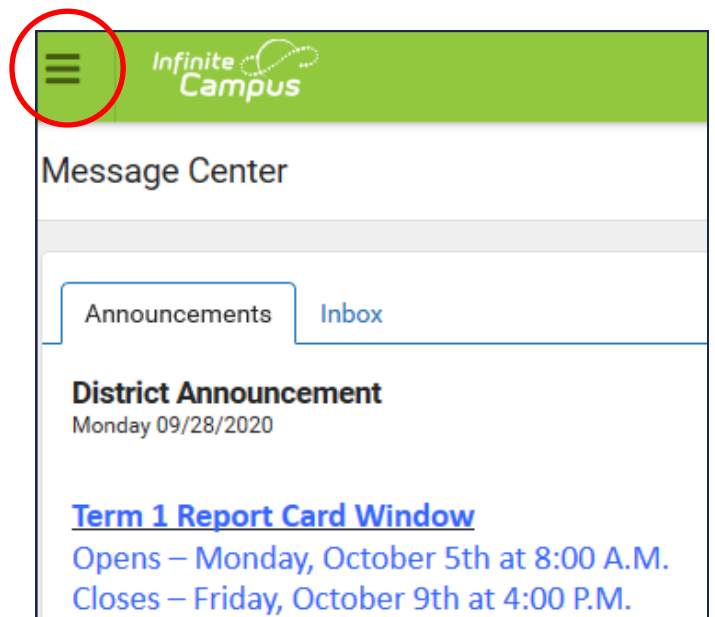 Infinite
Campus
Message Center
Announcements Inbox
District Announcement
Monday 09/28/2020
Term 1 Report Card Window
Opens – Monday, October 5th at 8:00 A.M.
Closes – Friday, October 9th at 4:00 P.M.